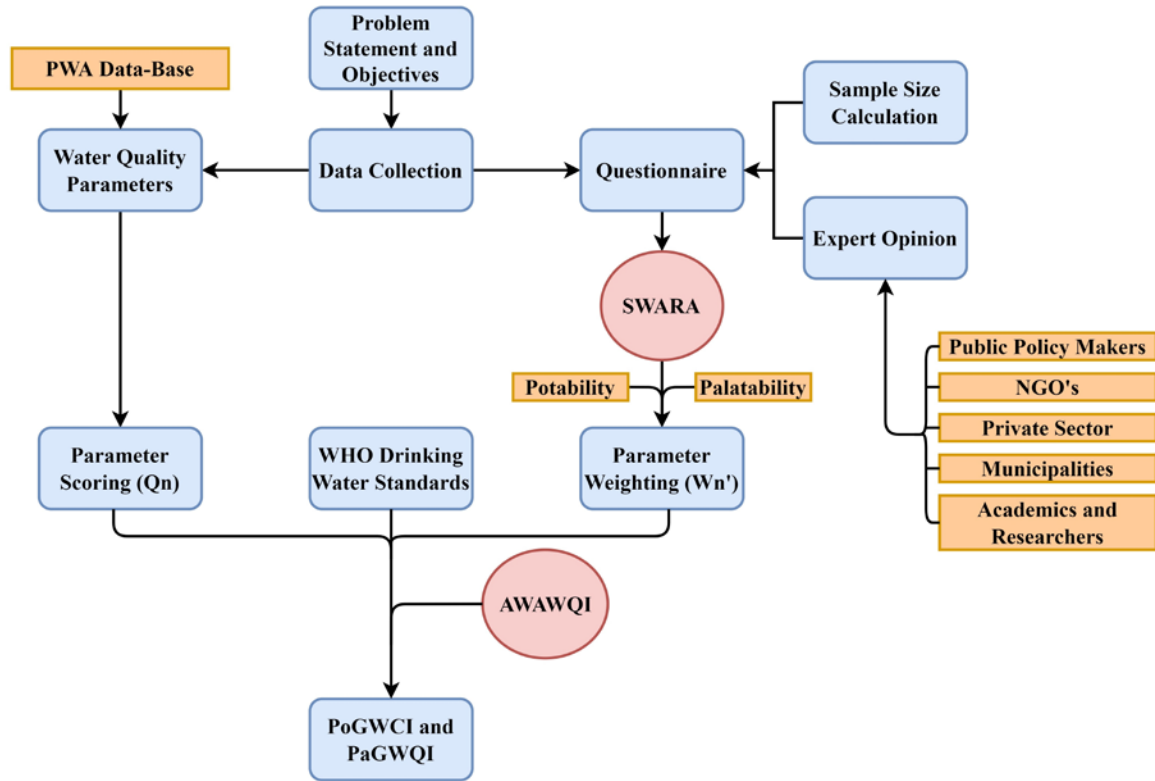 Problem
Statement and
Objectives
PWA Data-Base
Sample Size
Calculation
Water Quality
Parameters
Data Collection
Questionnaire
Expert Opinion
SWARA
Public Policy Makers
NGO's
Private Sector
Municipalities
Academics and
Researchers
Potability
Palatability
Parameter
Scoring (Qn)
WHO Drinking
Water Standards
Parameter
Weighting (Wn')
AWAWQI
PoGWCI and
PaGWQI